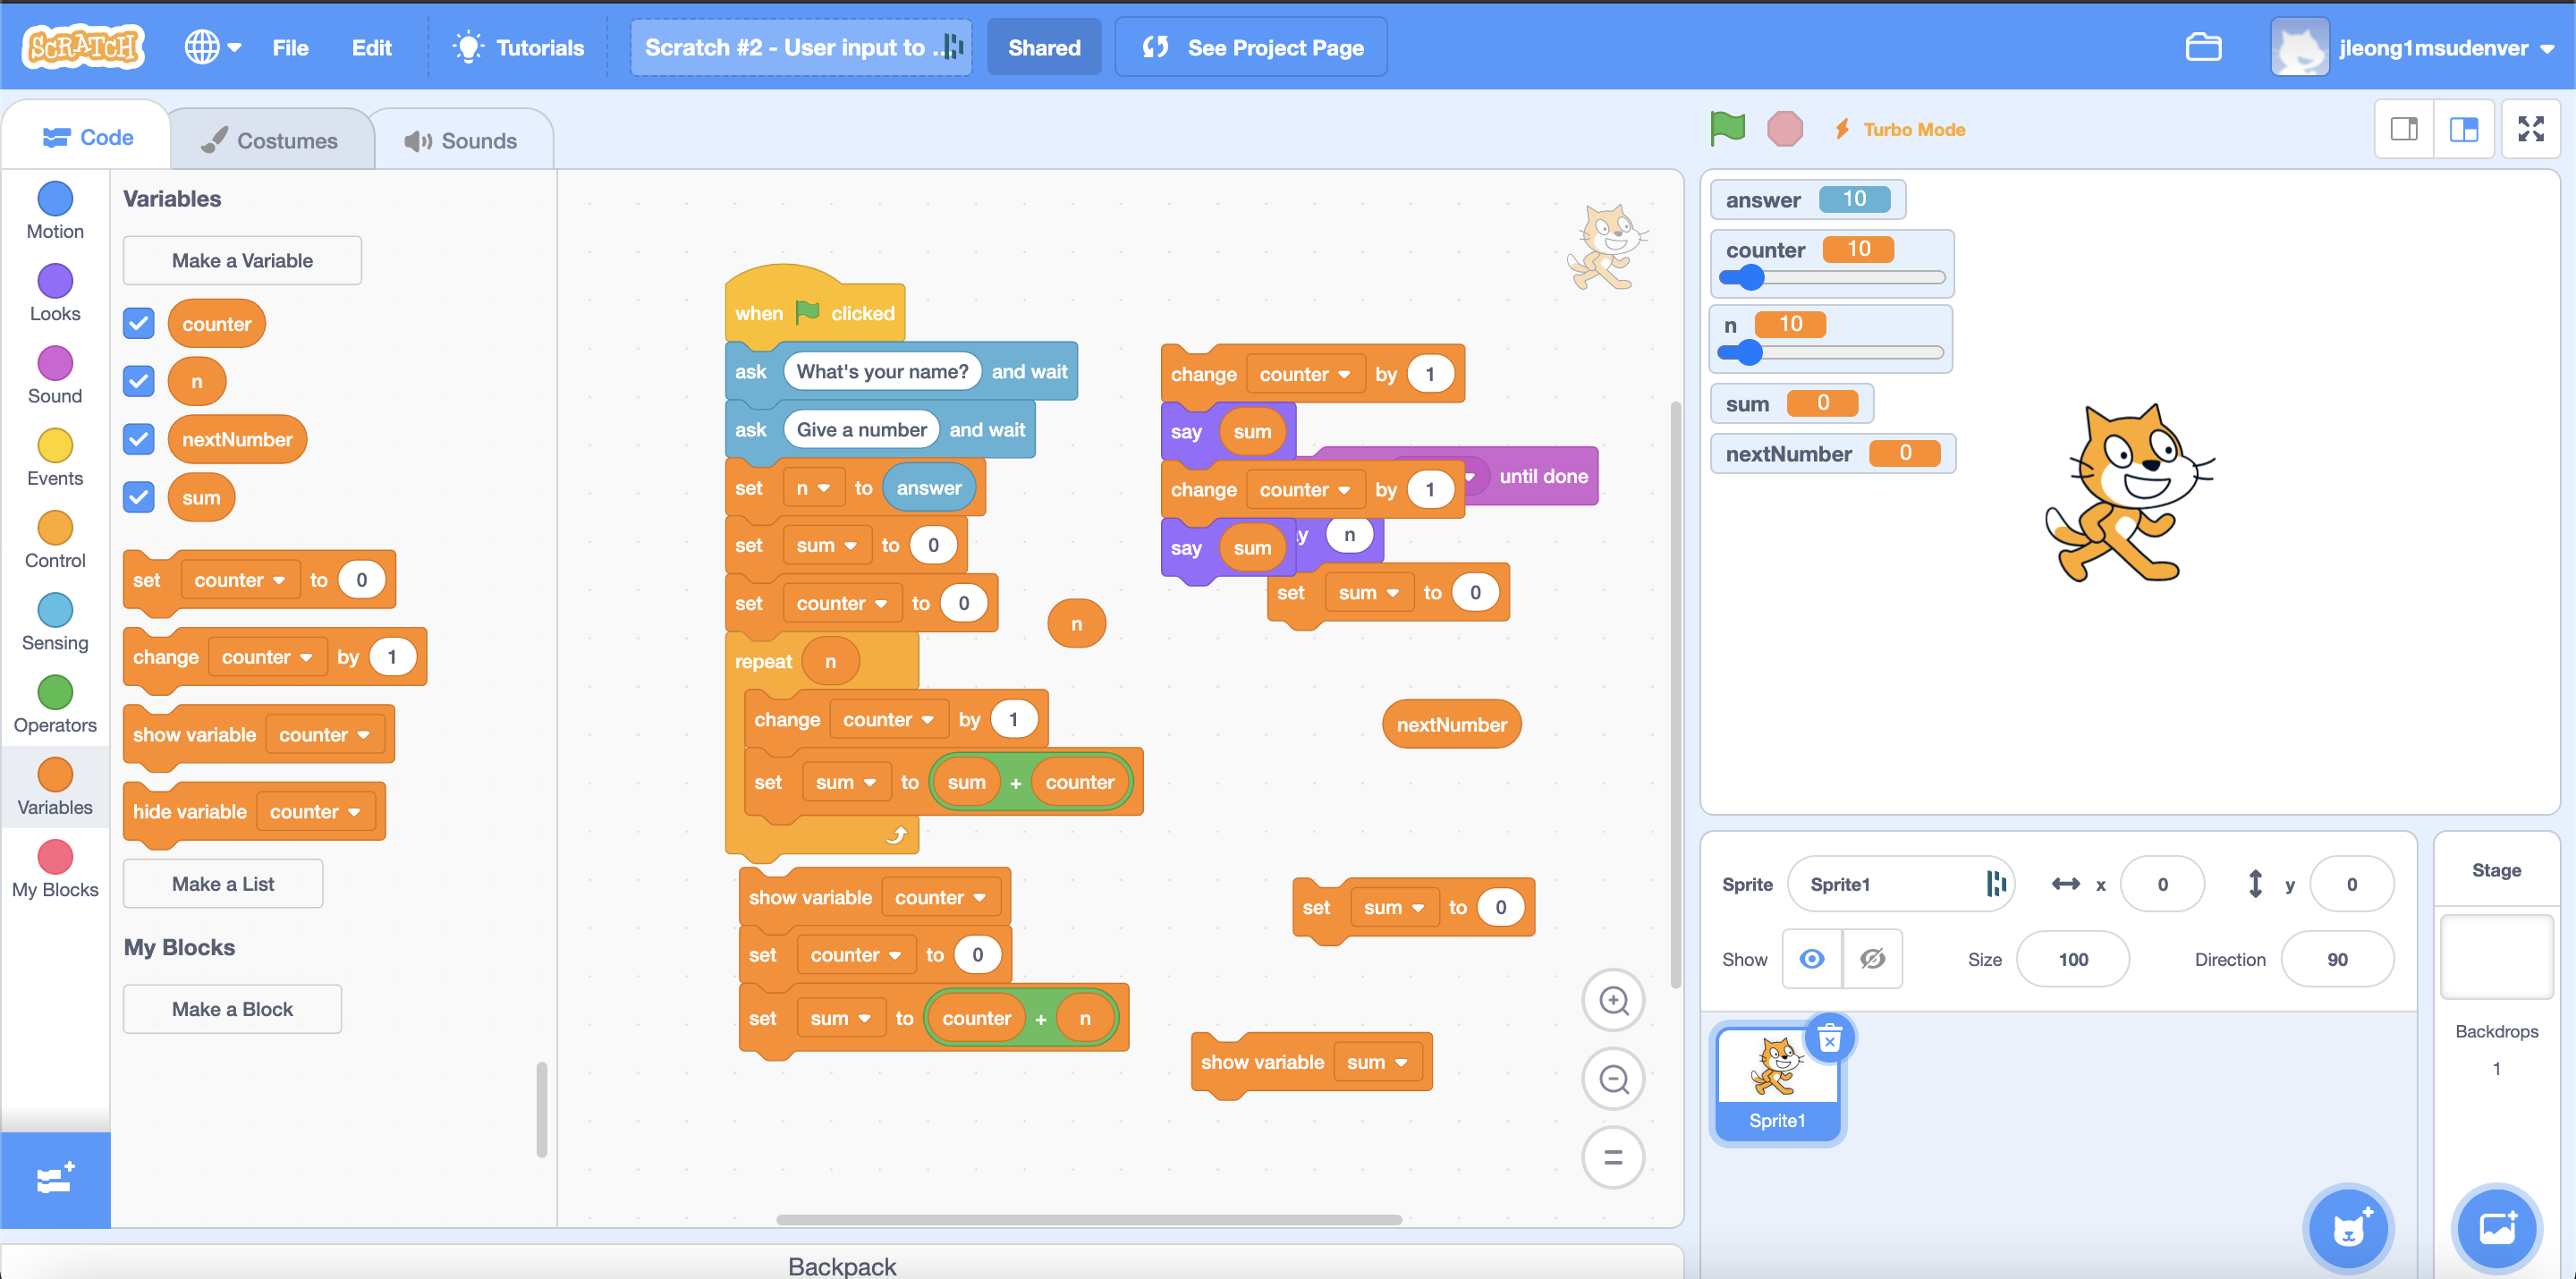 SCRATCH File Edit Tutorials Scratch #2 - User input to ... Shared See Project Page jleong1msudenver
Code Costumes Sounds
Turbo Mode
Motion
Looks
Sound
Events
Control
Sensing
Operators
Variables
My Blocks
Variables
Make a Variable
counter
n
nextNumber
sum
set counter to 0
change counter by 1
show variable counter
hide variable counter
Make a List
My Blocks
Make a Block
when clicked
ask What's your name? and wait
ask Give a number and wait
set n to answer
set sum to 0
set counter to 0
repeat n
change counter by 1
set sum to sum + counter
show variable counter
set counter to 0
set sum to counter + n
n
change counter by 1
say sum
until done
change counter by 1
say sum
n
set sum to 0
nextNumber
set sum to 0
show variable sum
Backpack
answer 10
counter 10
n 10
sum 0
nextNumber 0
Sprite Sprite1 x 0 y 0
Show Size 100 Direction 90
Sprite1
Stage
Backdrops
1